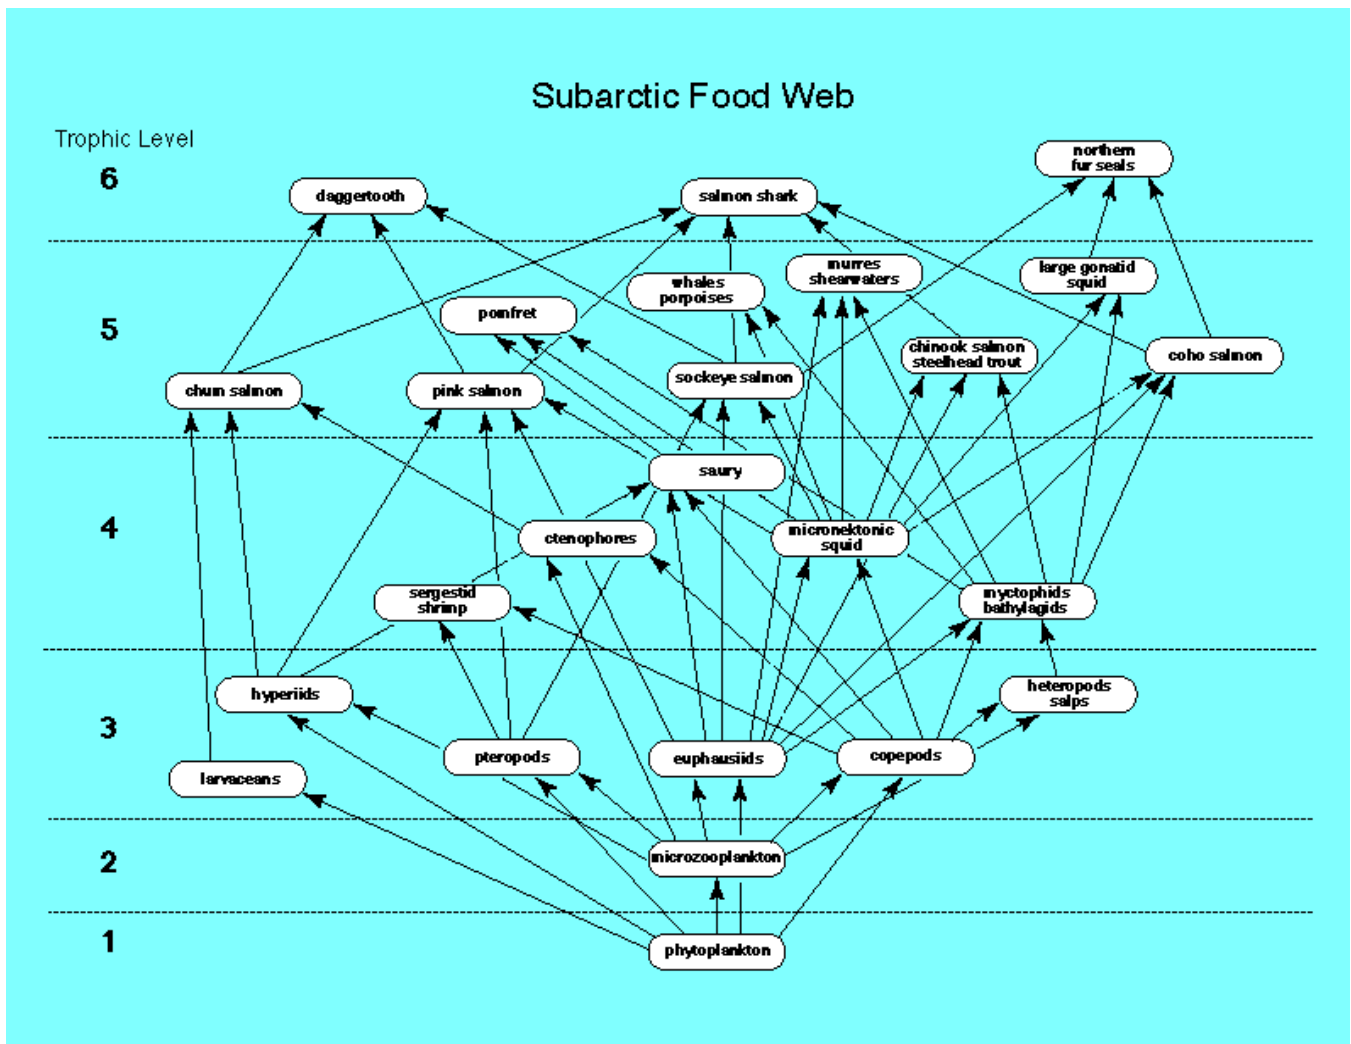 Subarctic Food Web
Trophic Level
northern
fur seals
6
daggertooth
salmon shark
murres
shearwaters
large gonatid
squid
whales
porpoises
pomfret
5
chinook salmon
steelhead trout
coho salmon
sockeye salmon
chum salmon
pink salmon
saury
4
ctenophores
micronektonic
squid
sergestid
shrimp
myctophids
bathylagids
hyperiids
heteropods
salps
3
pteropods
euphausiids
copepods
larvaceans
2
microzooplankton
1
phytoplankton